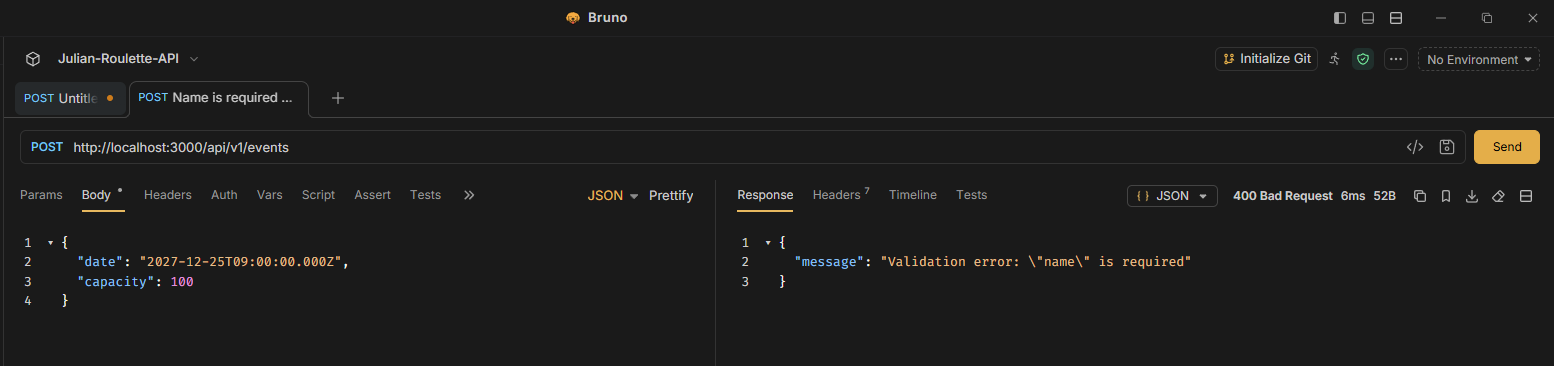 Bruno
Julian-Roulette-API
Initialize Git
No Environment
POST Untitle
POST Name is required ...
POST http://localhost:3000/api/v1/events
Send
Params Body Headers Auth Vars Script Assert Tests
JSON Prettify
Response Headers 7 Timeline Tests
{ } JSON
400 Bad Request 6ms 52B
1 {
2 "date": "2027-12-25T09:00:00.000Z",
3 "capacity": 100
4 }
1 {
2 "message": "Validation error: \"name\" is required"
3 }